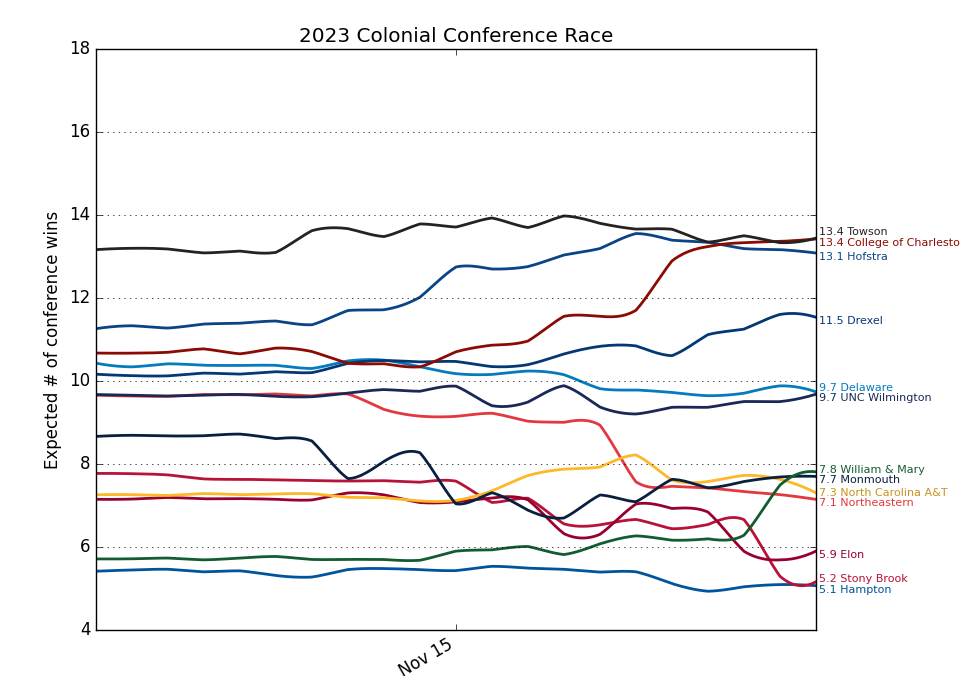 2023 Colonial Conference Race
Expected # of conference wins
18
16
14
12
10
8
6
4
Nov 15
13.4 Towson
13.4 College of Charlesto
13.1 Hofstra
11.5 Drexel
9.7 Delaware
9.7 UNC Wilmington
7.8 William & Mary
7.7 Monmouth
7.3 North Carolina A&T
7.1 Northeastern
5.9 Elon
5.2 Stony Brook
5.1 Hampton